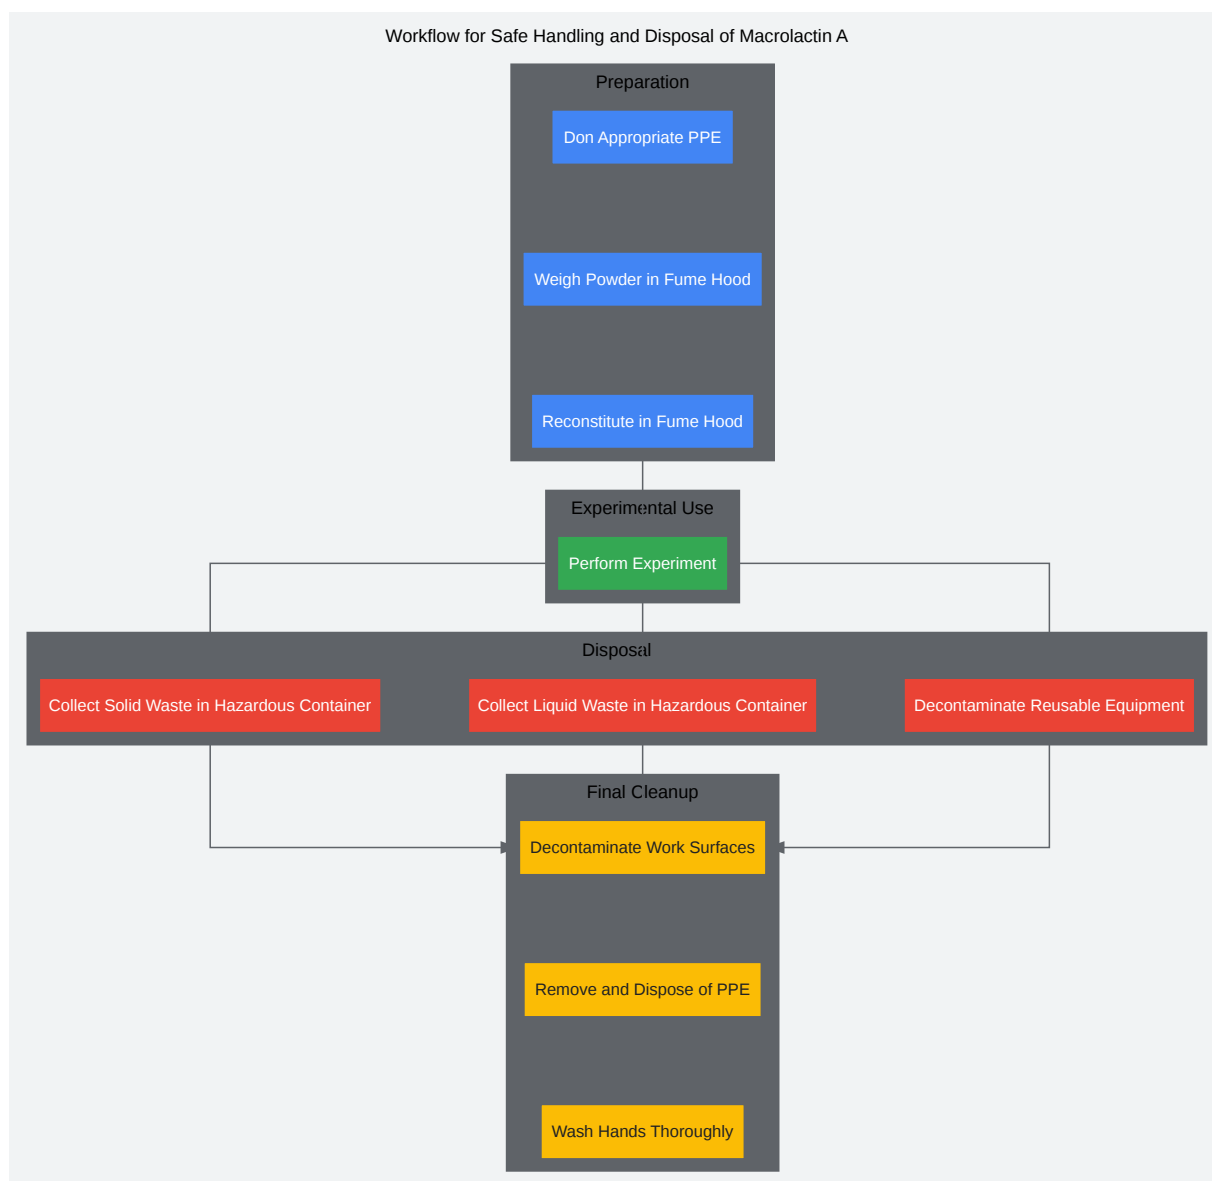 Workflow for Safe Handling and Disposal of Macrolactin A
Preparation
Don Appropriate PPE
Weigh Powder in Fume Hood
Reconstitute in Fume Hood
Experimental Use
Perform Experiment
Disposal
Collect Solid Waste in Hazardous Container
Collect Liquid Waste in Hazardous Container
Decontaminate Reusable Equipment
Final Cleanup
Decontaminate Work Surfaces
Remove and Dispose of PPE
Wash Hands Thoroughly